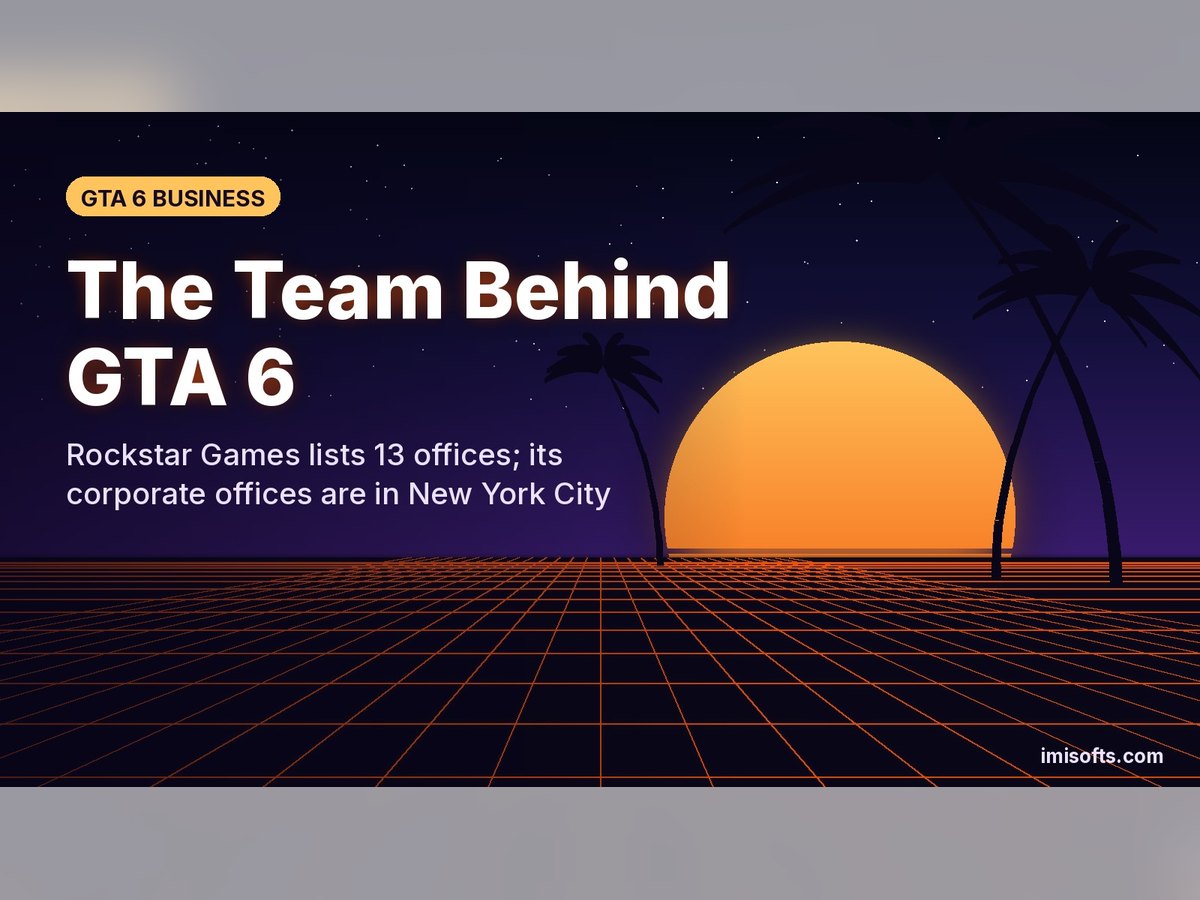 GTA 6 BUSINESS
The Team Behind
GTA 6
Rockstar Games lists 13 offices; its
corporate offices are in New York City
imisofts.com